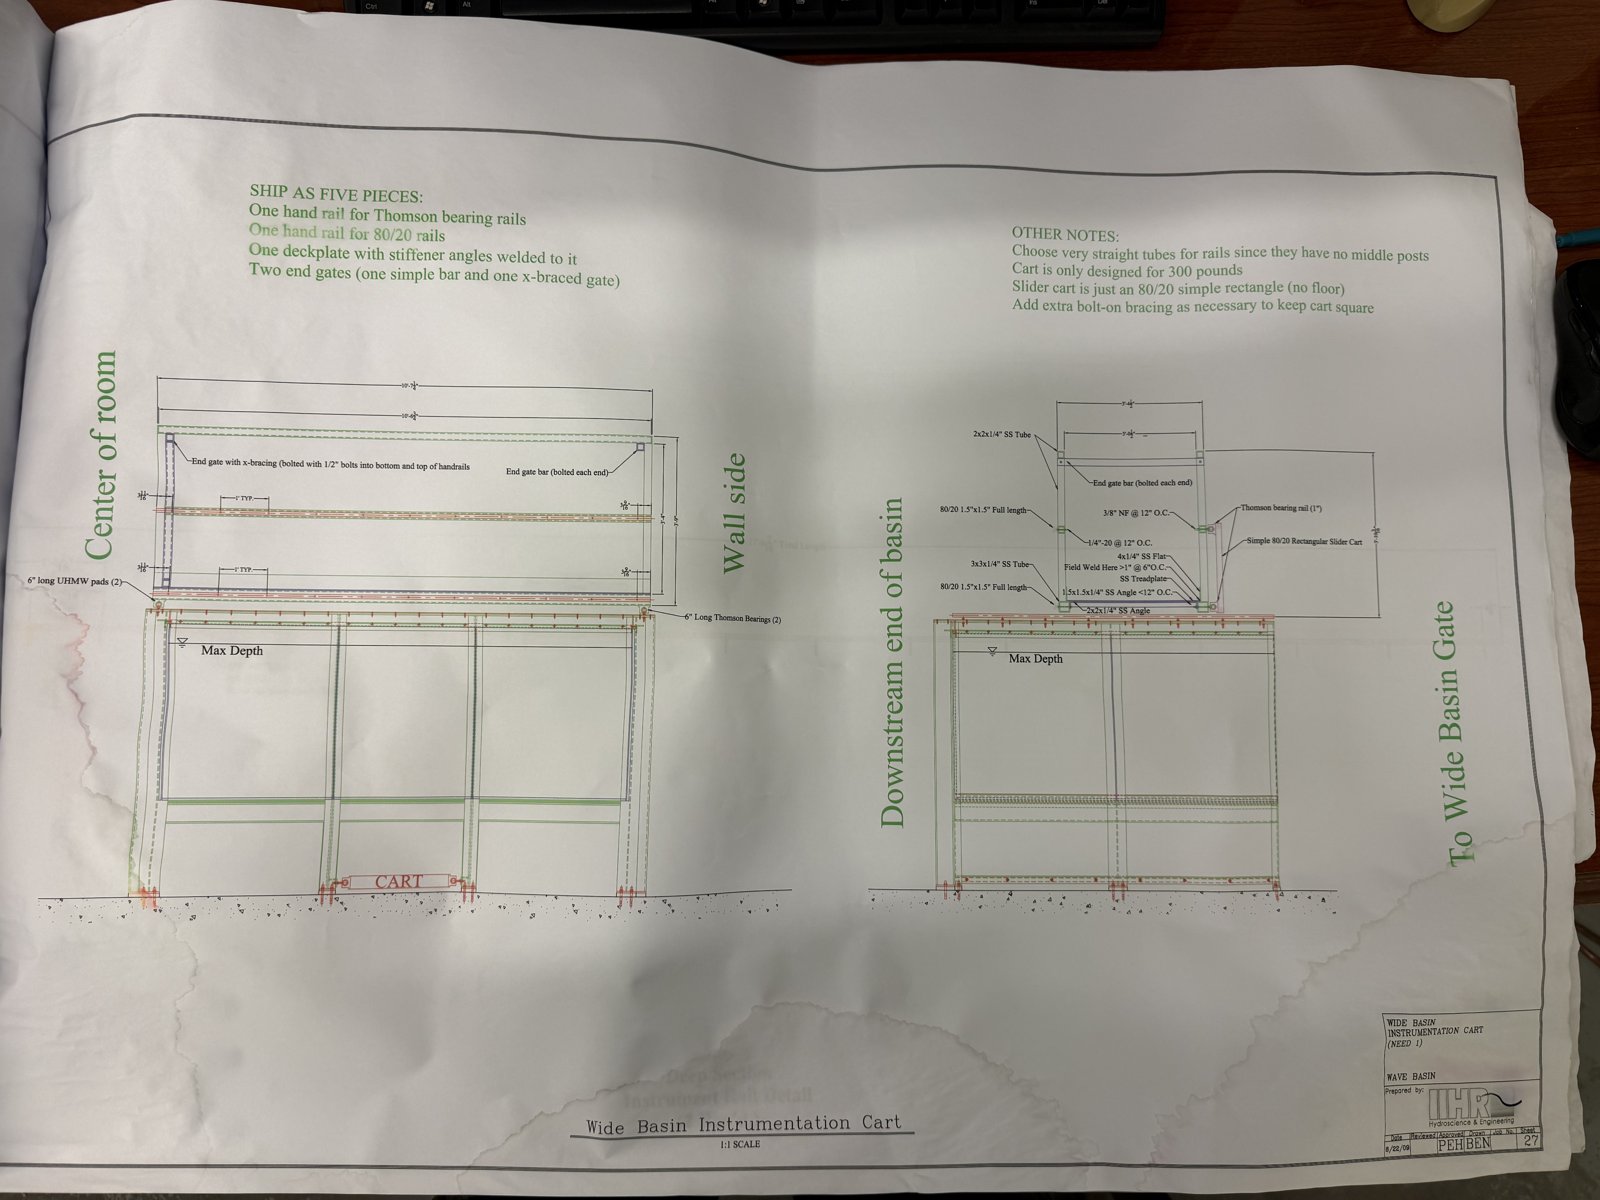 Ctrl
Alt
SHIP AS FIVE PIECES:
One hand rail for Thomson bearing rails
One hand rail for 80/20 rails
One deckplate with stiffener angles welded to it
Two end gates (one simple bar and one x-braced gate)
OTHER NOTES:
Choose very straight tubes for rails since they have no middle posts
Cart is only designed for 300 pounds
Slider cart is just an 80/20 simple rectangle (no floor)
Add extra bolt-on bracing as necessary to keep cart square
Center of room
End gate with x-bracing (bolted with 1/2" bolts into bottom and top of handrails
End gate bar (bolted each end)
1' TYP.
1' TYP.
6" long UHMW pads (2)
6" Long Thomson Bearings (2)
Max Depth
CART
Wall side
Downstream end of basin
2x2x1/4" SS Tube
End gate bar (bolted each end)
80/20 1.5"x1.5" Full length
3/8" NF @ 12" O.C.
Thomson bearing rail (1")
1/4"-20 @ 12" O.C.
Simple 80/20 Rectangular Slider Cart
4x1/4" SS Flat
3x3x1/4" SS Tube
Field Weld Here >1" @ 6"O.C.
SS Treadplate
80/20 1.5"x1.5" Full length
1.5x1.5x1/4" SS Angle <12" O.C.
2x2x1/4" SS Angle
Max Depth
To Wide Basin Gate
Wide Basin Instrumentation Cart
1:1 SCALE
WIDE BASIN
INSTRUMENTATION CART
(NEED 1)
WAVE BASIN
Prepared by:
IIHR
Hydroscience & Engineering
Date Reviewed Approved Drawn Job No. Sheet
PEH BEN 27